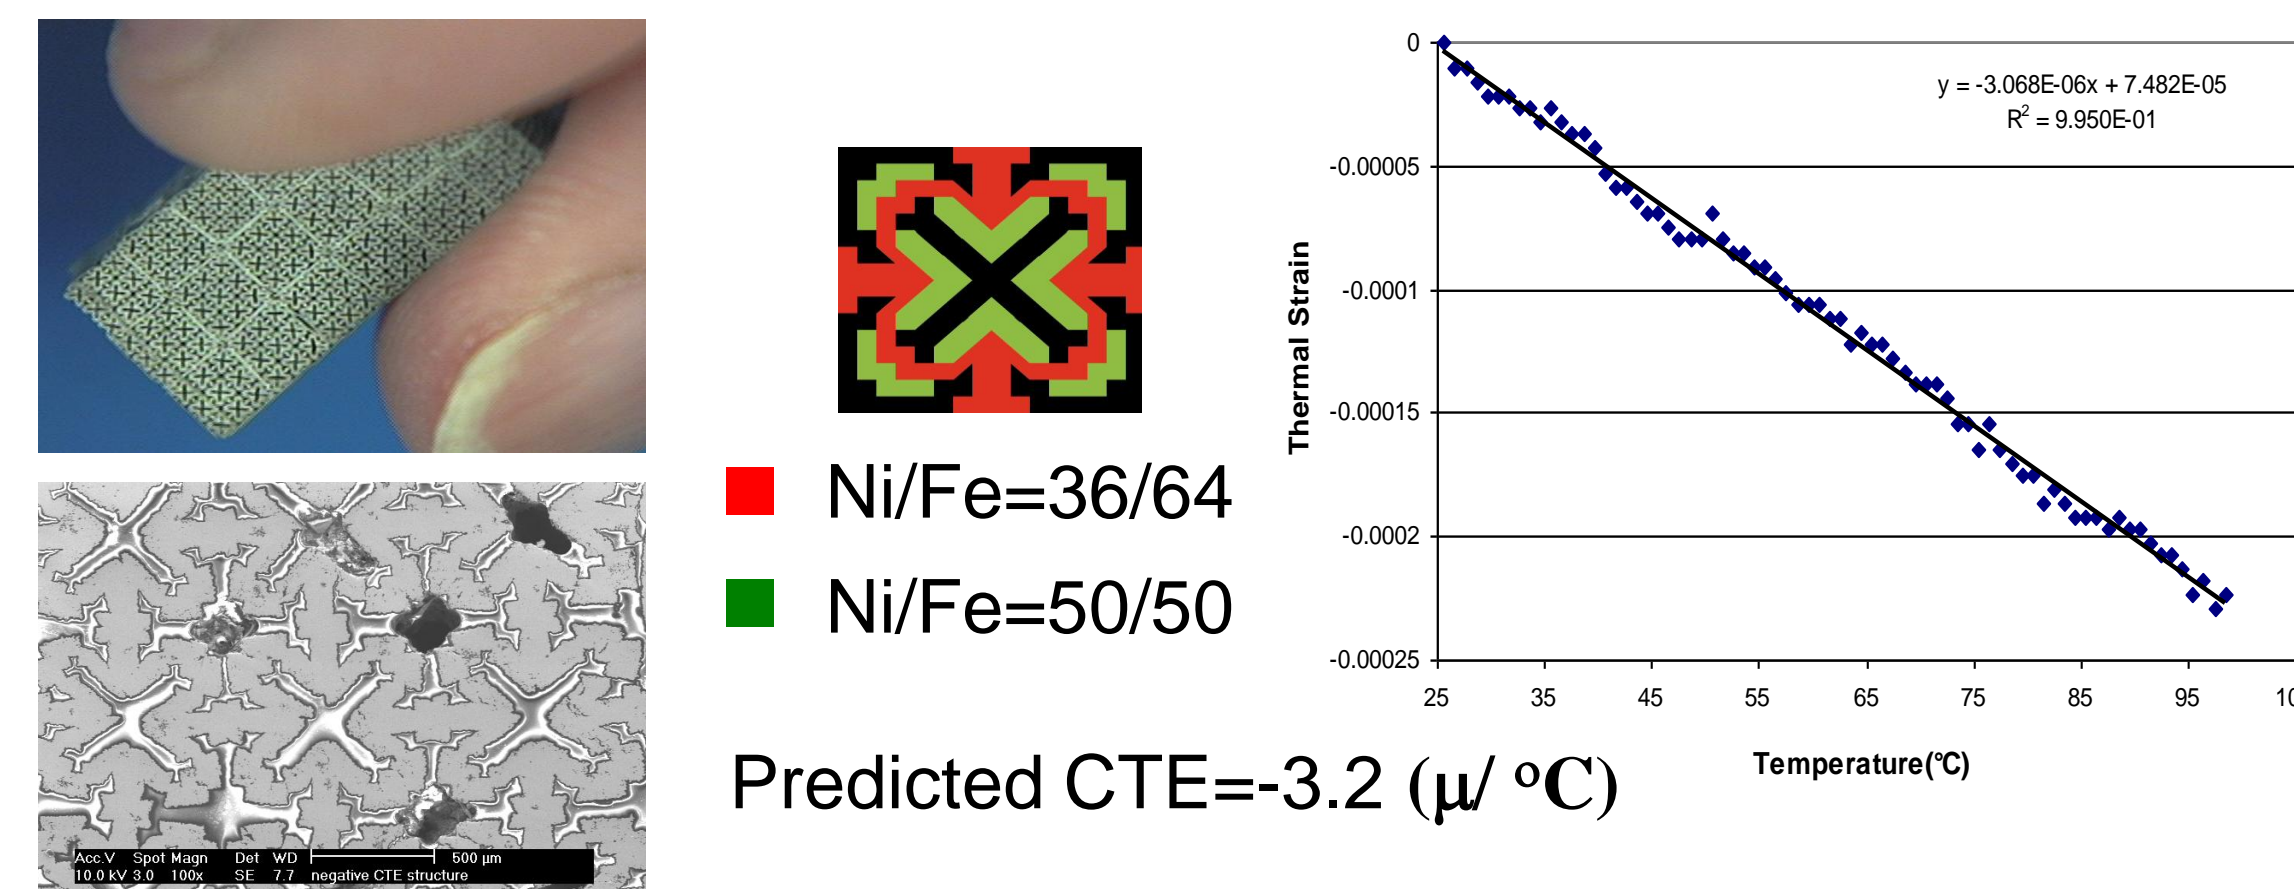 Acc.V Spot Magn Det WD 500 µm
10.0 kV 3.0 100x SE 7.7 negative CTE structure
Ni/Fe=36/64
Ni/Fe=50/50
Predicted CTE=-3.2 (μ/ °C)
y = -3.068E-06x + 7.482E-05
R² = 9.950E-01
Thermal Strain
0
-0.00005
-0.0001
-0.00015
-0.0002
-0.00025
25 35 45 55 65 75 85 95 10
Temperature(°C)